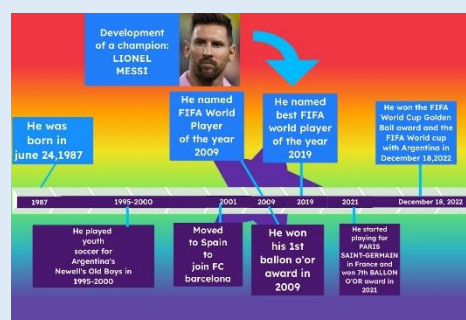 Development
of a champion:
LIONEL
MESSI
He was
born in
june 24,1987
He named
FIFA World
Player
of the year
2009
He named
best FIFA
world player
of the year
2019
He won the FIFA
World Cup Golden
Ball award and the
FIFA World cup
with Argentina in
December 18,2022
1987
1995-2000
2001
2009
2019
2021
December 18, 2022
He played
youth
soccer for
Argentina's
Newell's Old Boys in
1995-2000
Moved
to Spain
to
join FC
barcelona
He won
his 1st
ballon o'or
award in
2009
He started
playing for
PARIS
SAINT-GERMAIN
in France and
won 7th BALLON
O'OR award in
2021